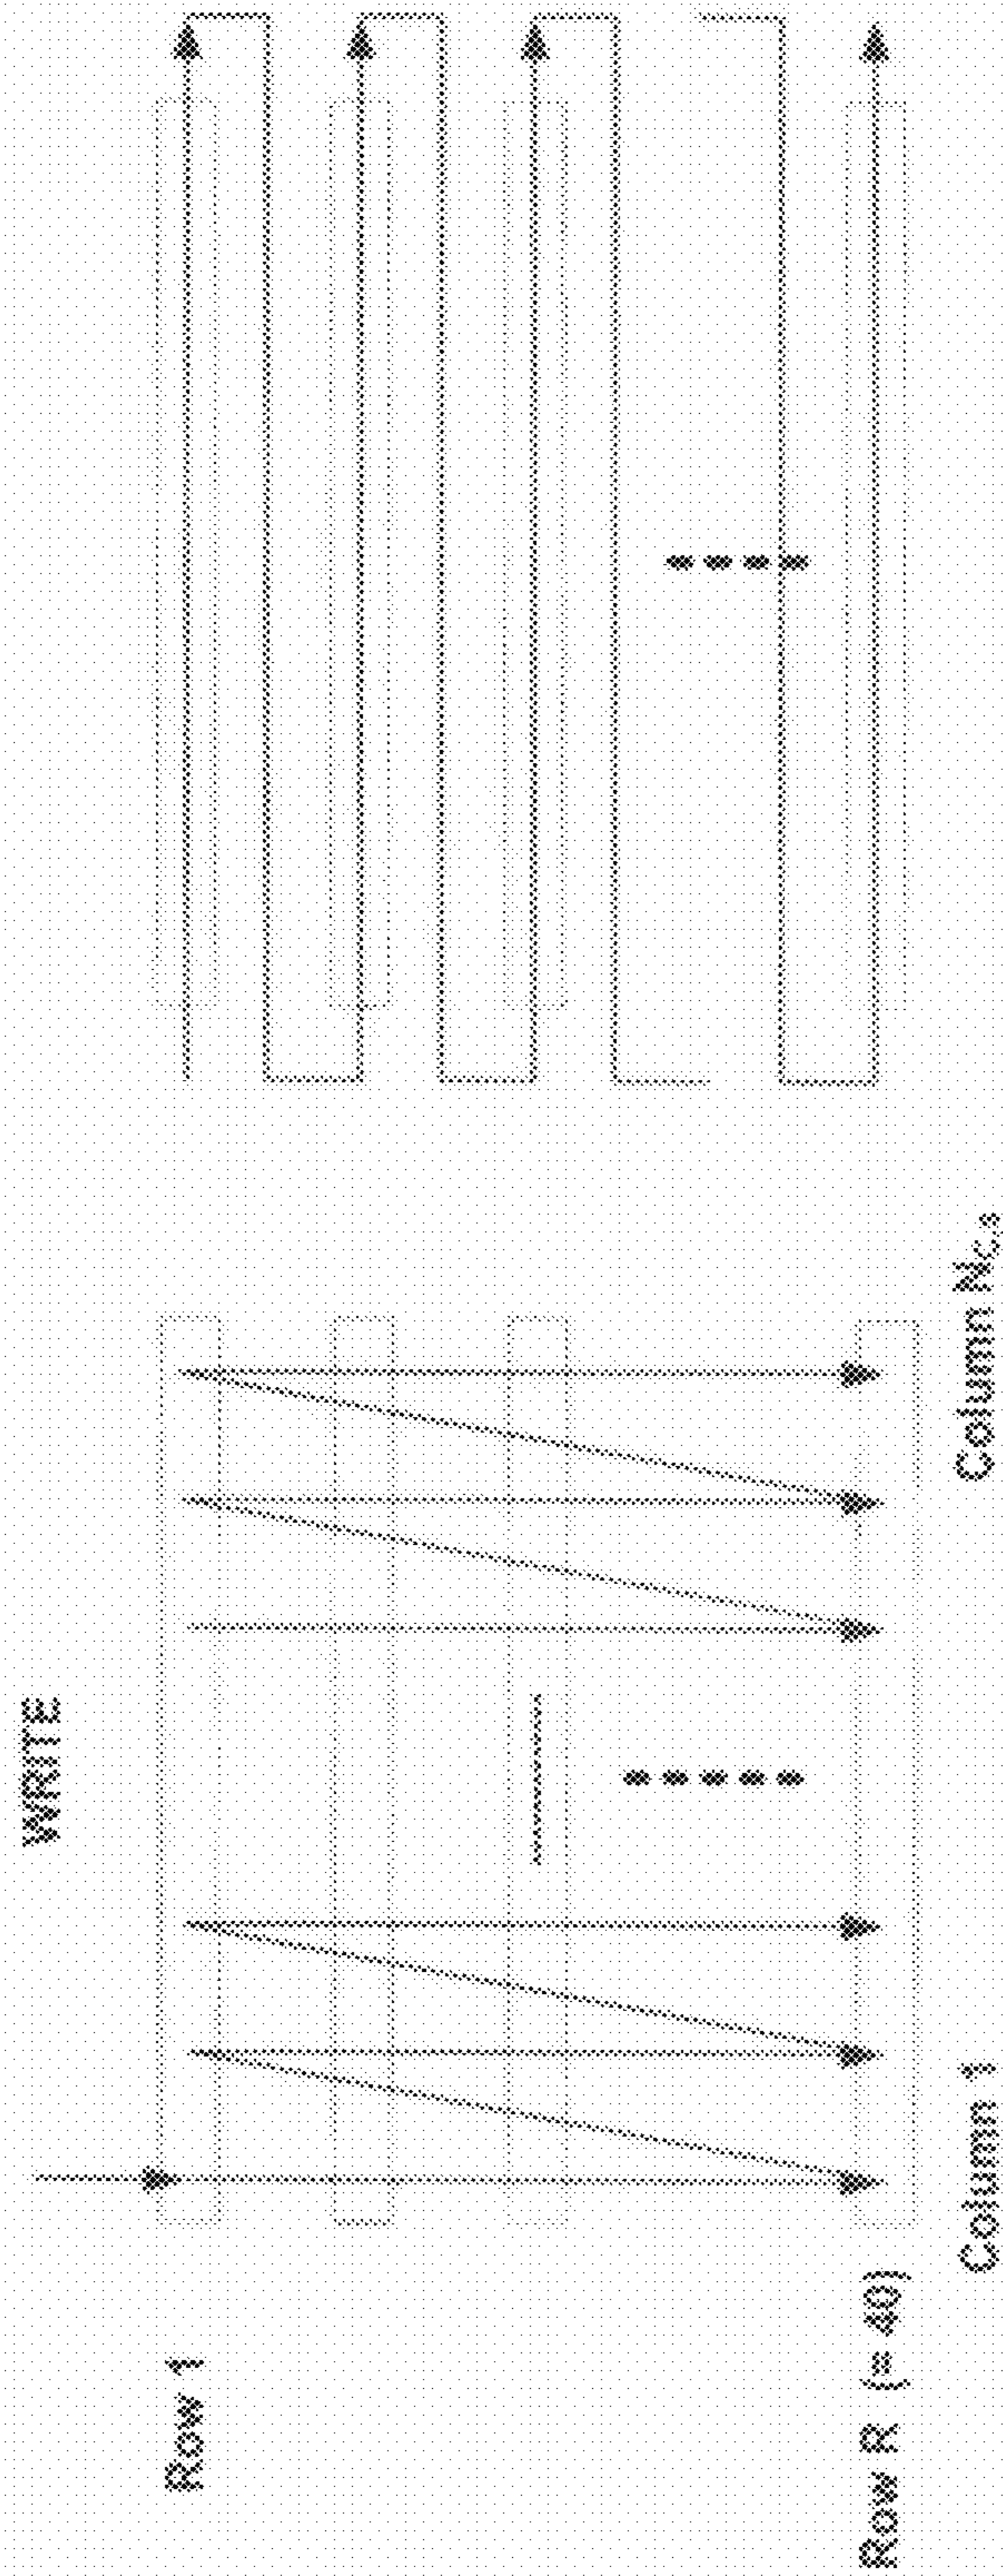 WRITE
Row 1
Row R (= 40)
Column 1
Column Nc,s